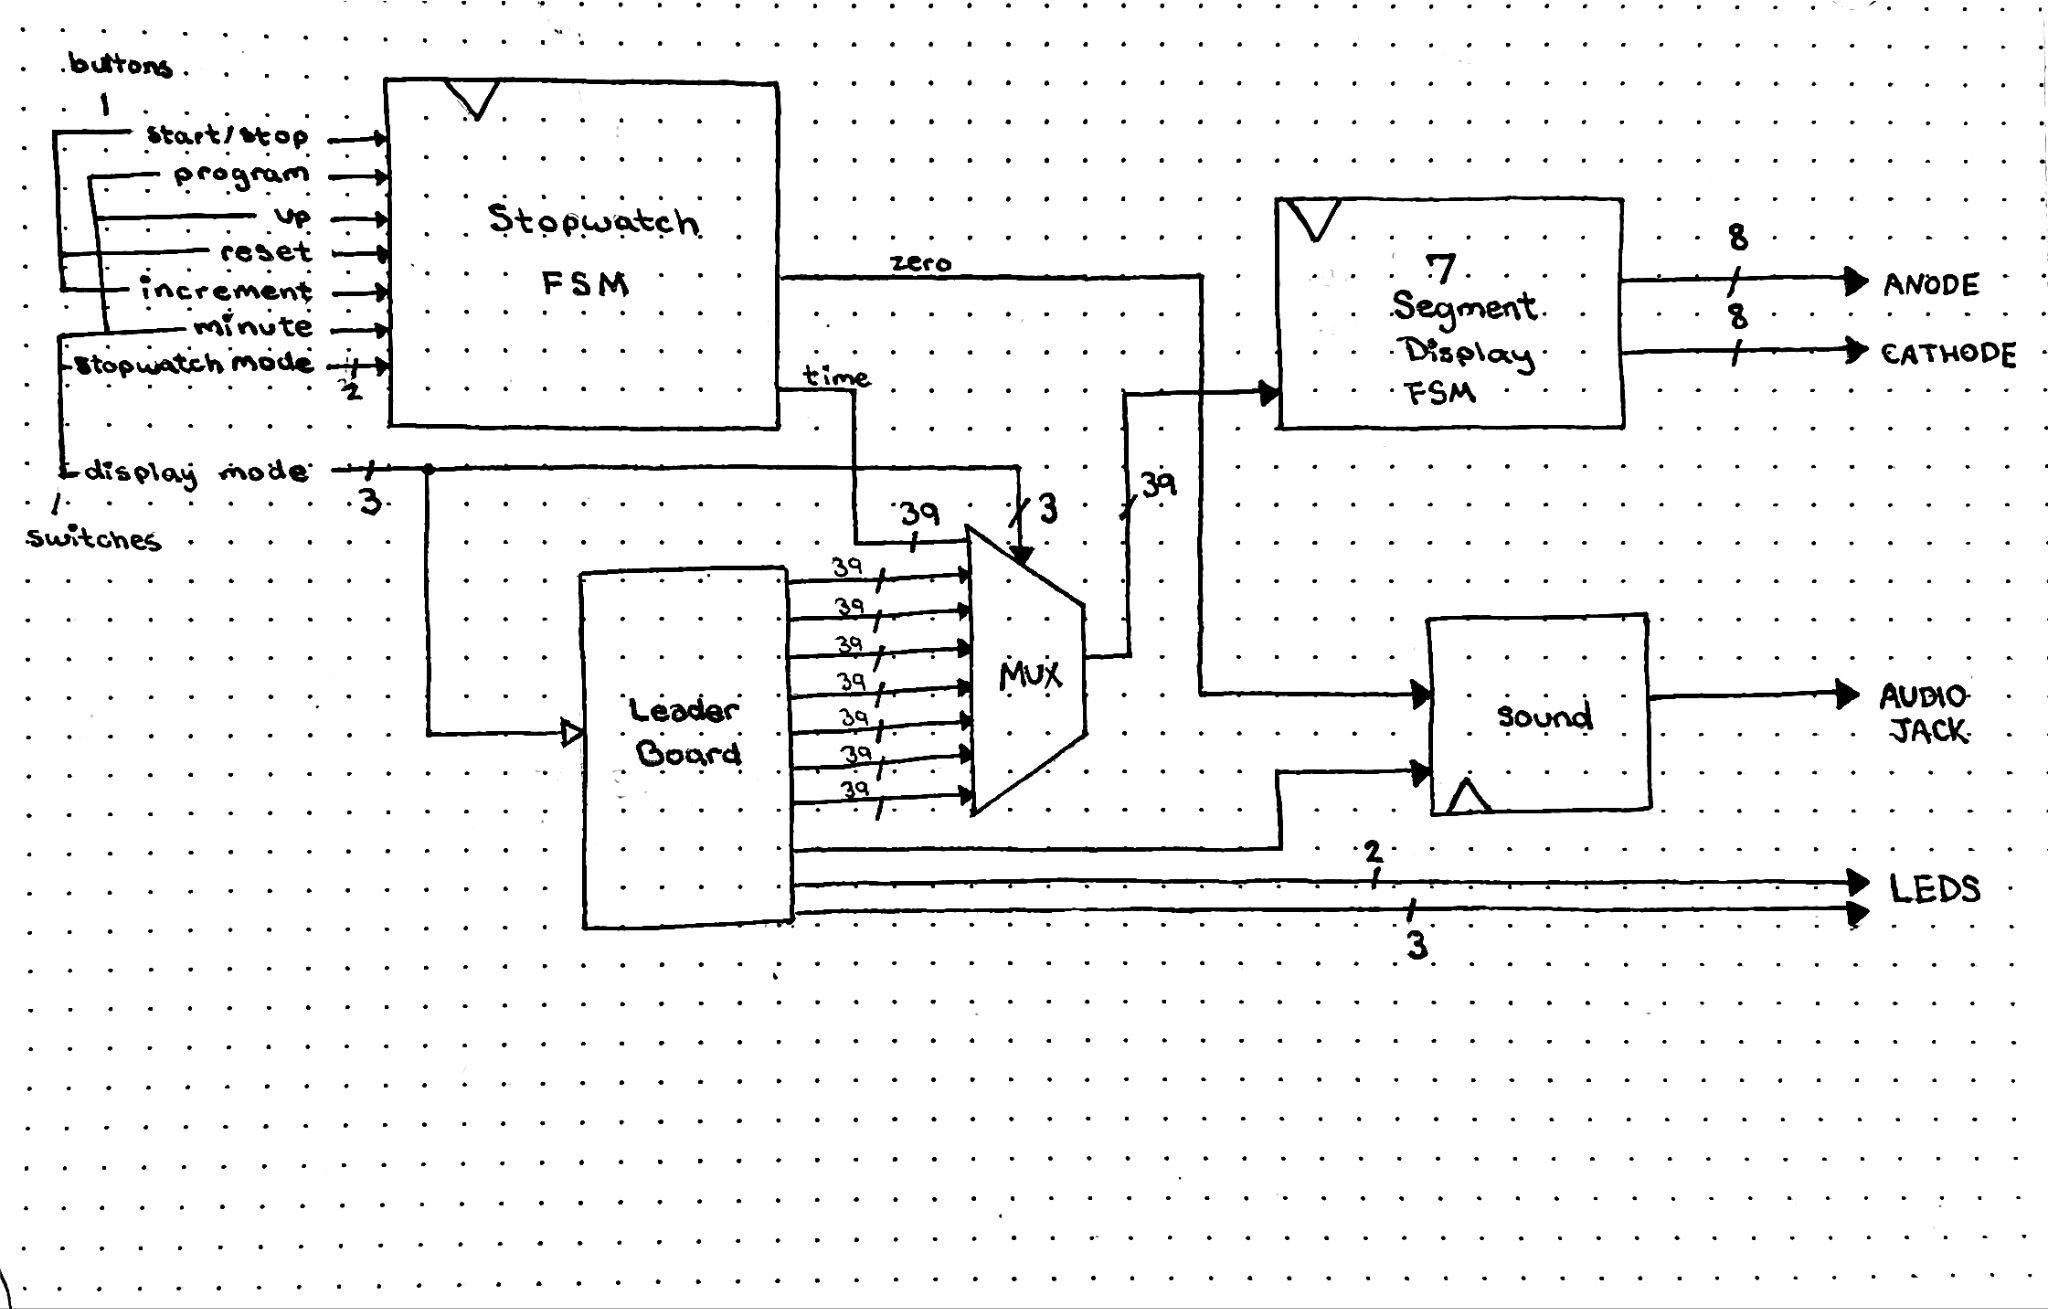 buttons
start/stop
program
up
reset
increment
minute
stopwatch mode
2
display mode
3
switches
Stopwatch
FSM
zero
time
39
3
39
39
39
39
39
39
39
39
Leader
Board
MUX
7
Segment
Display
FSM
8
ANODE
8
CATHODE
sound
AUDIO
JACK
2
LEDS
3